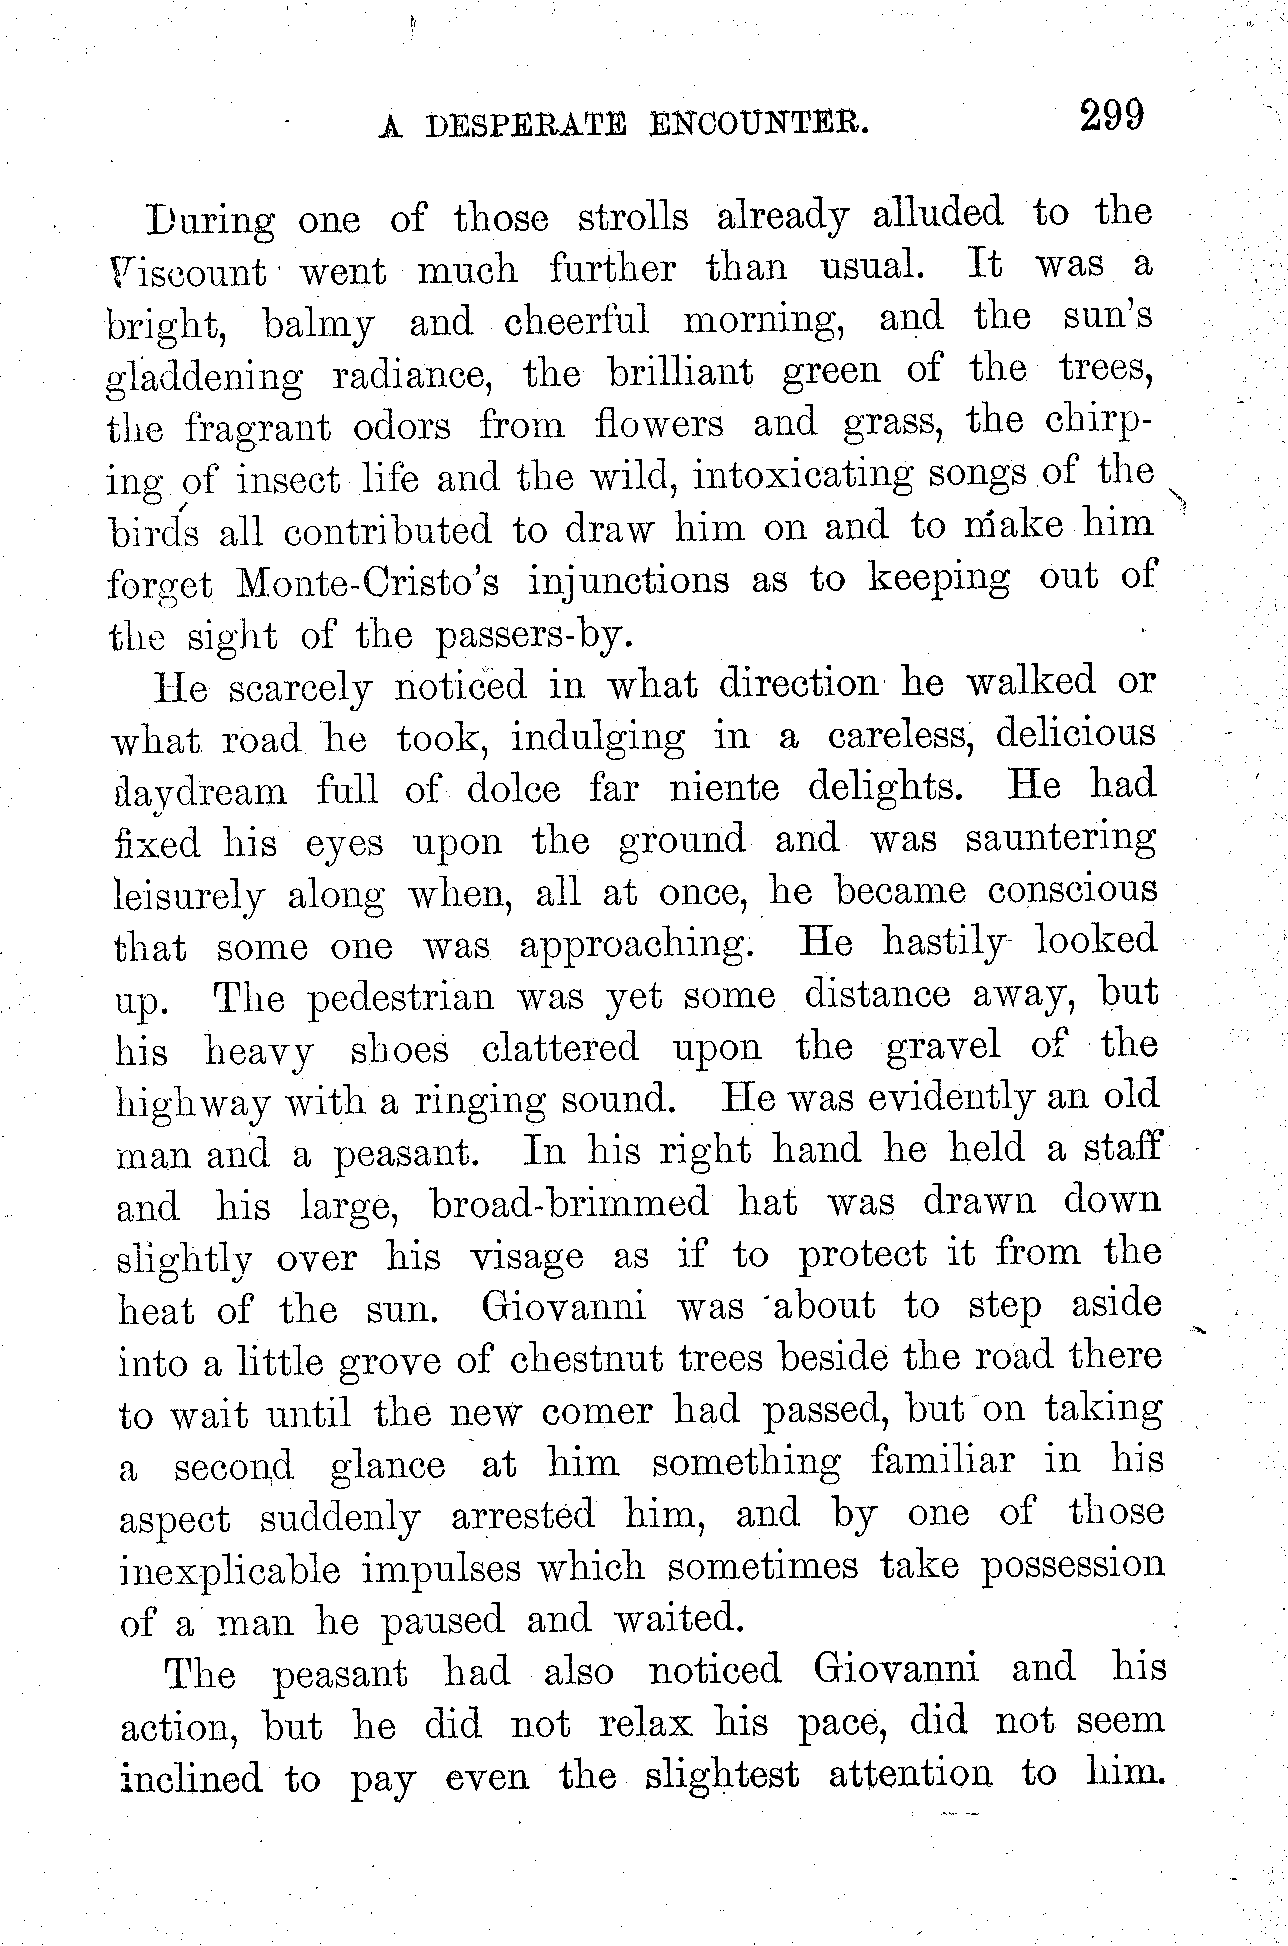 A DESPERATE ENCOUNTER. 299
During one of those strolls already alluded to the
Viscount went much further than usual. It was a
bright, balmy and cheerful morning, and the sun's
gladdening radiance, the brilliant green of the trees,
the fragrant odors from flowers and grass, the chirp-
ing of insect life and the wild, intoxicating songs of the
birds all contributed to draw him on and to make him
forget Monte-Cristo's injunctions as to keeping out of
the sight of the passers-by.
He scarcely noticed in what direction he walked or
what road he took, indulging in a careless, delicious
daydream full of dolce far niente delights. He had
fixed his eyes upon the ground and was sauntering
leisurely along when, all at once, he became conscious
that some one was approaching. He hastily looked
up. The pedestrian was yet some distance away, but
his heavy shoes clattered upon the gravel of the
highway with a ringing sound. He was evidently an old
man and a peasant. In his right hand he held a staff
and his large, broad-brimmed hat was drawn down
slightly over his visage as if to protect it from the
heat of the sun. Giovanni was about to step aside
into a little grove of chestnut trees beside the road there
to wait until the new comer had passed, but on taking
a second glance at him something familiar in his
aspect suddenly arrested him, and by one of those
inexplicable impulses which sometimes take possession
of a man he paused and waited.
The peasant had also noticed Giovanni and his
action, but he did not relax his pace, did not seem
inclined to pay even the slightest attention to him.